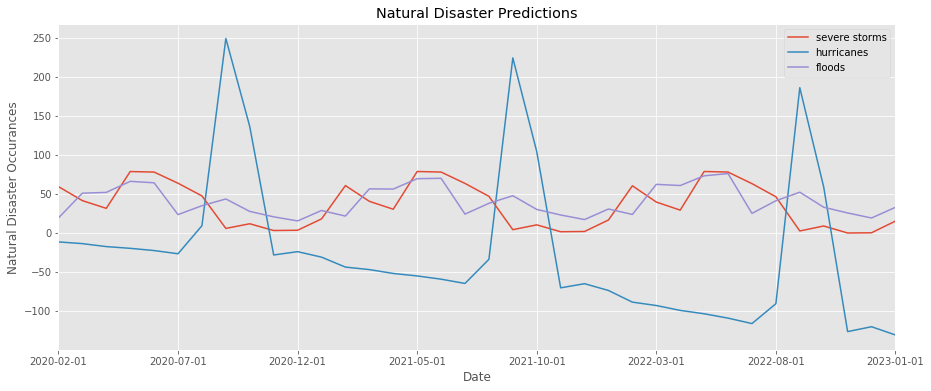 Natural Disaster Predictions
severe storms
hurricanes
floods
Natural Disaster Occurances
250
200
150
100
50
0
−50
−100
2020-02-01 2020-07-01 2020-12-01 2021-05-01 2021-10-01 2022-03-01 2022-08-01 2023-01-01
Date